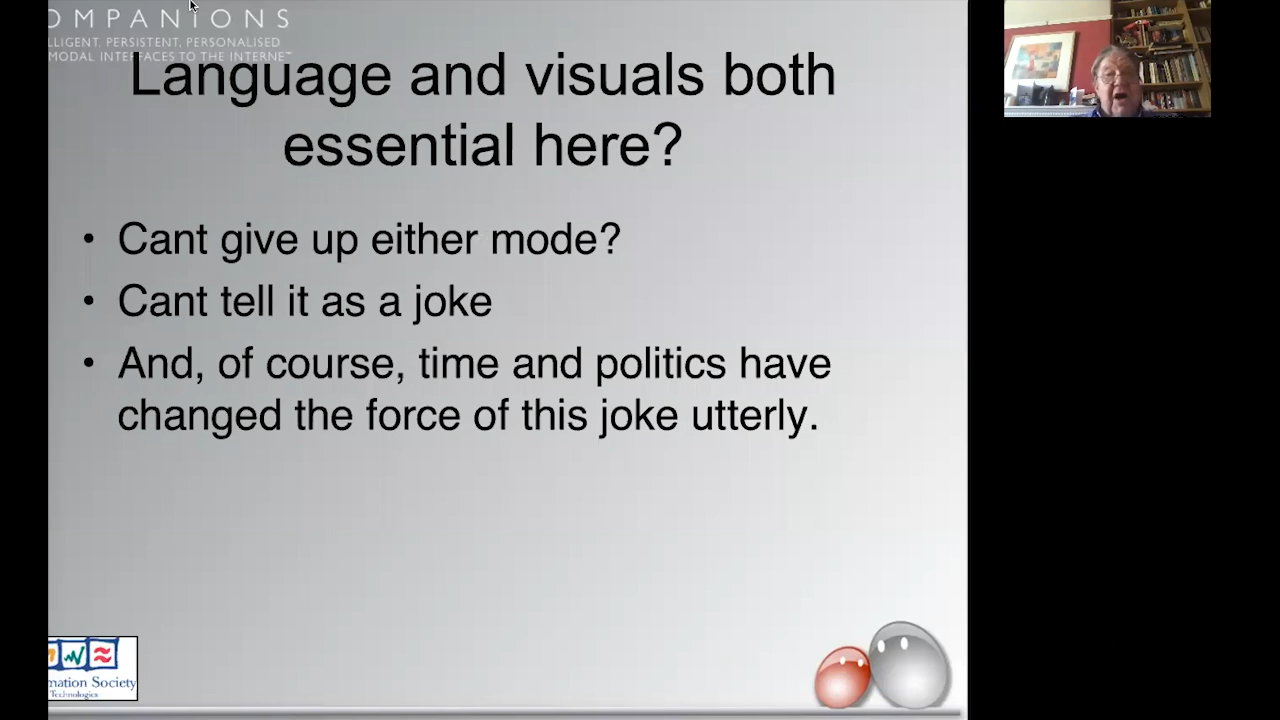 OMPANIONS
LLIGENT, PERSISTENT, PERSONALISED
MODAL INTERFACES TO THE INTERNET
Language and visuals both
essential here?
• Cant give up either mode?
• Cant tell it as a joke
• And, of course, time and politics have
changed the force of this joke utterly.
mation Society
Technologies